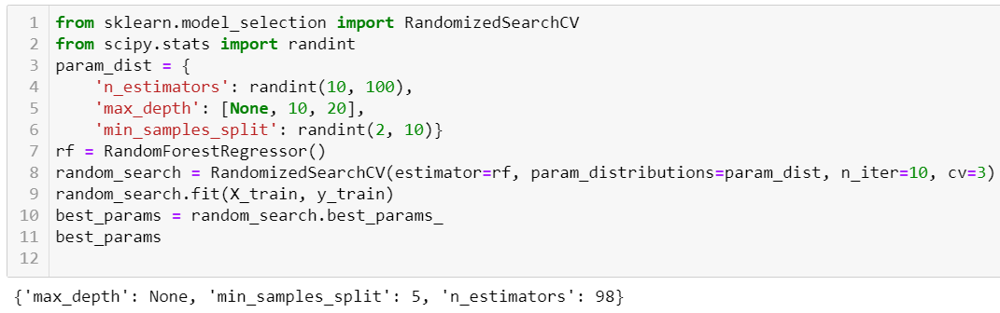 1 from sklearn.model_selection import RandomizedSearchCV
2 from scipy.stats import randint
3 param_dist = {
4     'n_estimators': randint(10, 100),
5     'max_depth': [None, 10, 20],
6     'min_samples_split': randint(2, 10)}
7 rf = RandomForestRegressor()
8 random_search = RandomizedSearchCV(estimator=rf, param_distributions=param_dist, n_iter=10, cv=3)
9 random_search.fit(X_train, y_train)
10 best_params = random_search.best_params_
11 best_params
12
{'max_depth': None, 'min_samples_split': 5, 'n_estimators': 98}